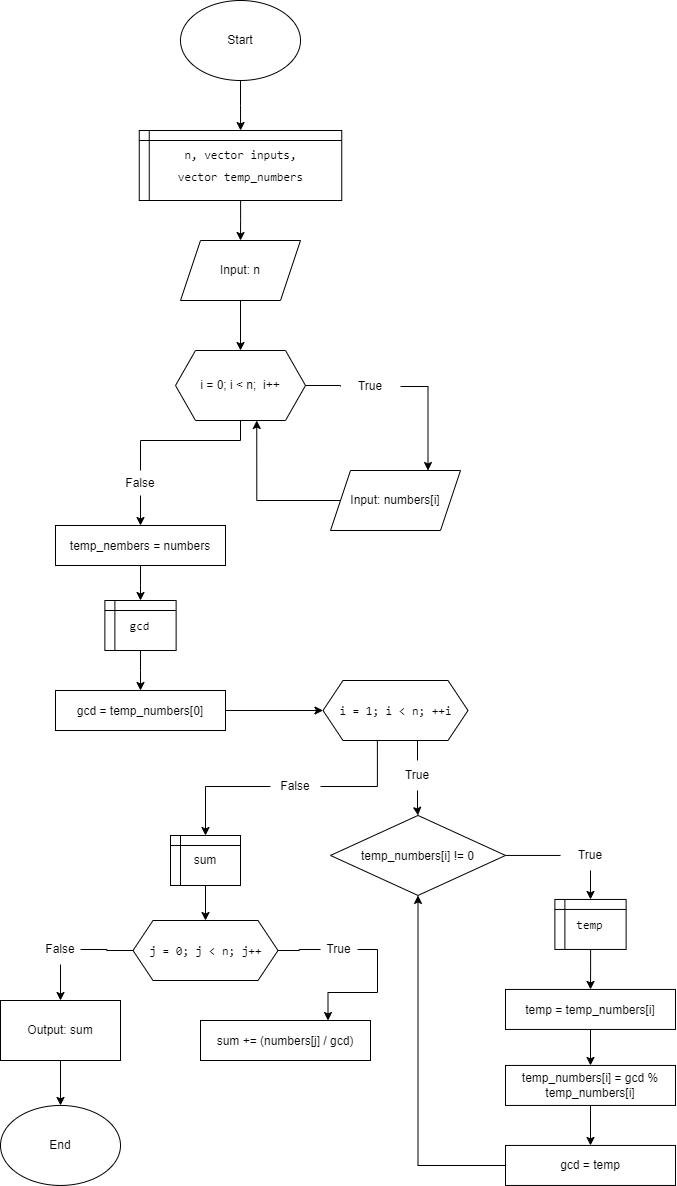 Start
n, vector inputs,
vector temp_numbers
Input: n
i = 0; i < n; i++
True
Input: numbers[i]
False
temp_nembers = numbers
gcd
gcd = temp_numbers[0]
i = 1; i < n; ++i
True
False
temp_numbers[i] != 0
True
sum
temp
j = 0; j < n; j++
False
True
temp = temp_numbers[i]
Output: sum
sum += (numbers[j] / gcd)
temp_numbers[i] = gcd %
temp_numbers[i]
End
gcd = temp